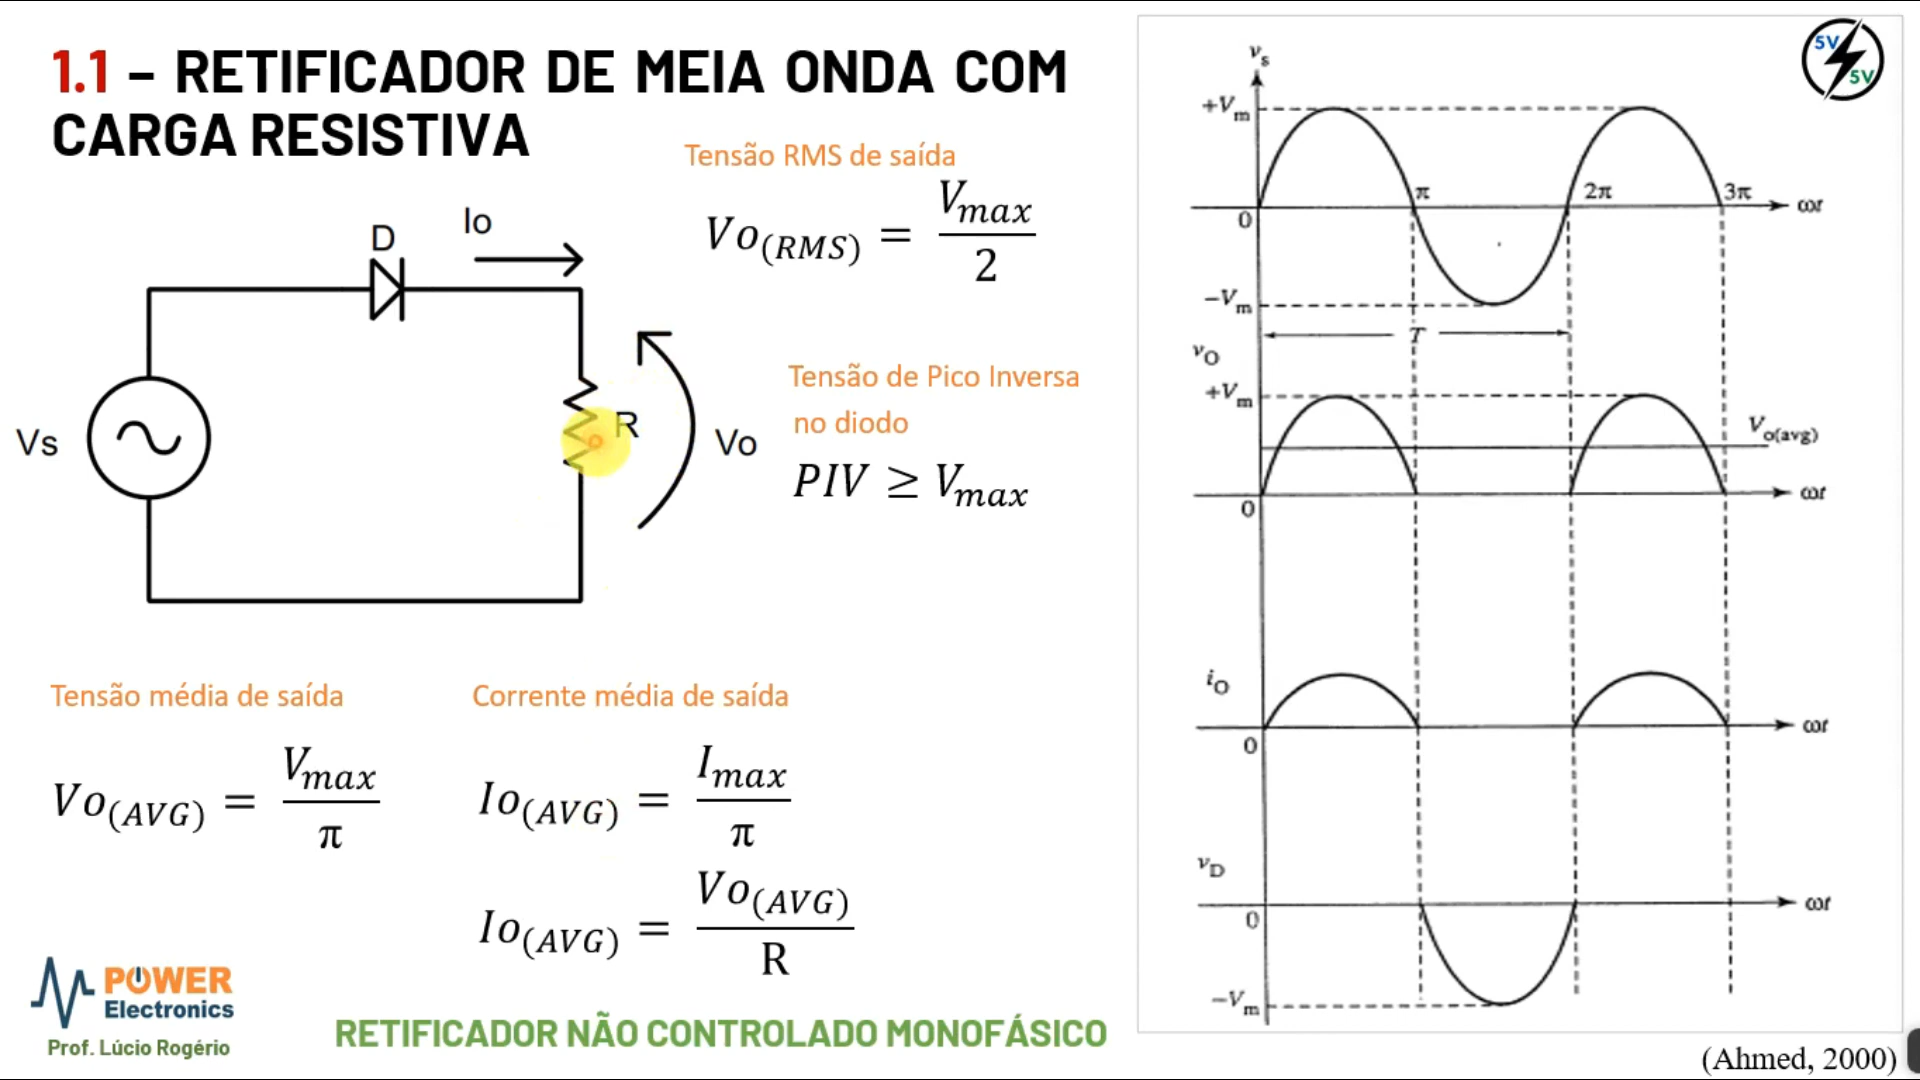 1.1 – RETIFICADOR DE MEIA ONDA COM
CARGA RESISTIVA
Tensão RMS de saída
Vo(RMS) = Vmax / 2
D
Io
Vs
R
Vo
Tensão de Pico Inversa
no diodo
PIV ≥ Vmax
Tensão média de saída
Vo(AVG) = Vmax / π
Corrente média de saída
Io(AVG) = Imax / π
Io(AVG) = Vo(AVG) / R
POWER
Electronics
Prof. Lúcio Rogério
RETIFICADOR NÃO CONTROLADO MONOFÁSICO
5V
5V
vs
+Vm
π
2π
3π
ωt
0
−Vm
T
vO
+Vm
Vo(avg)
ωt
0
iO
ωt
0
vD
ωt
0
−Vm
(Ahmed, 2000)